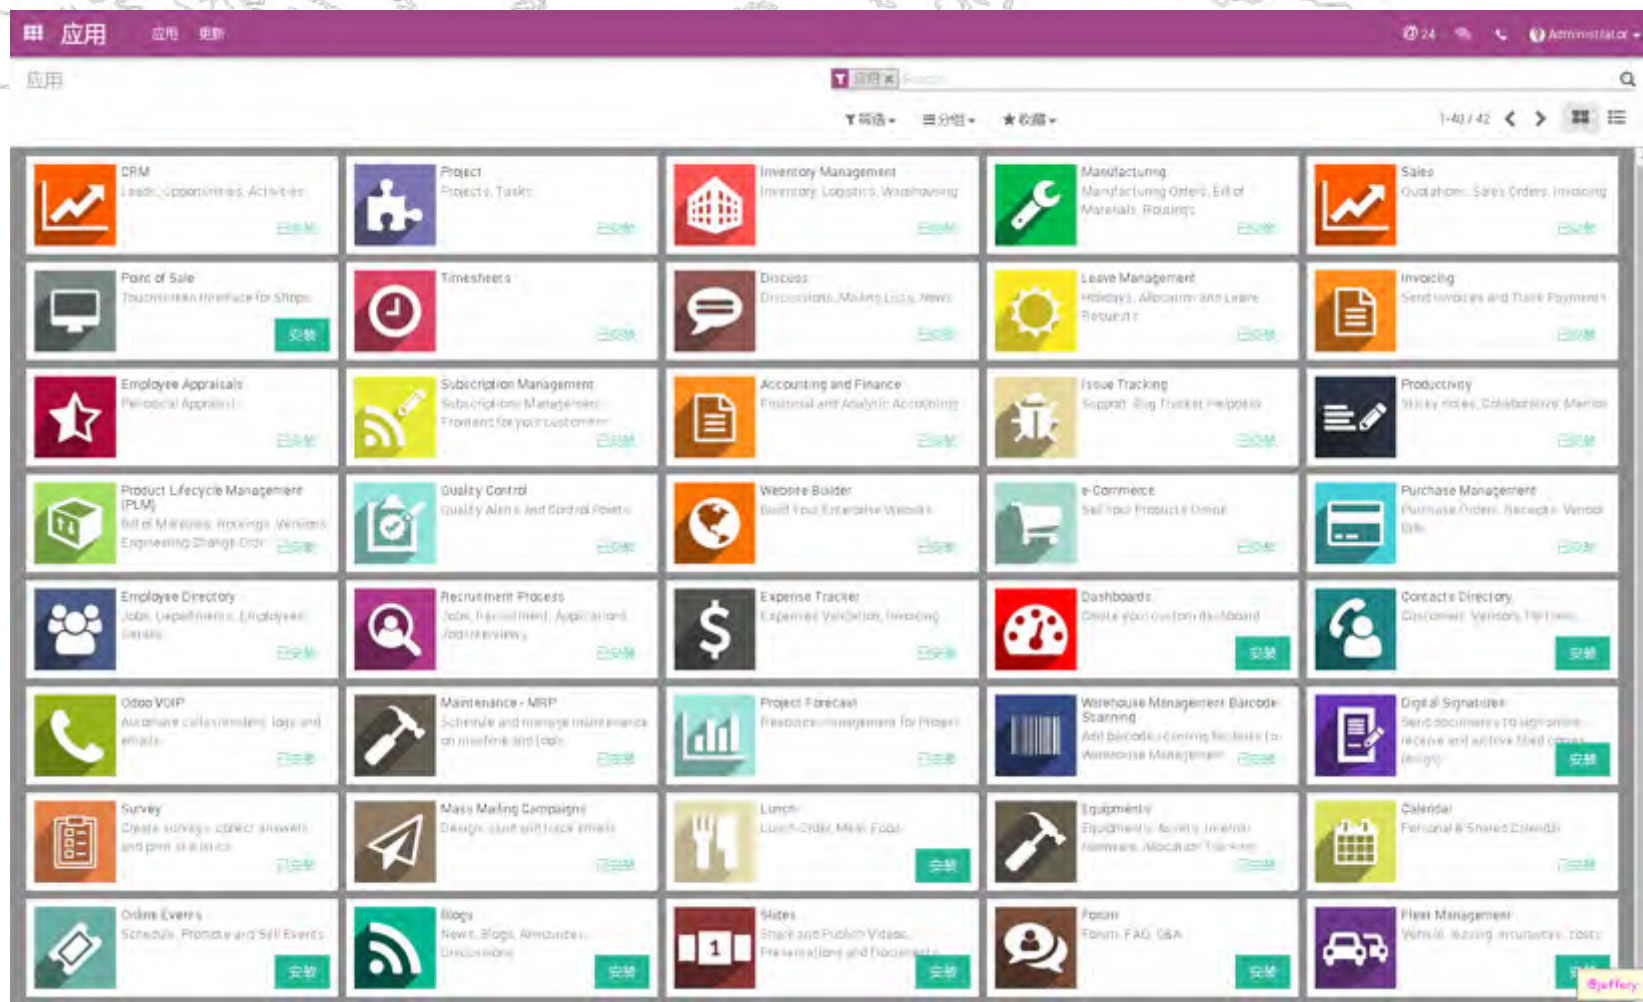 应用 应用 更新 @ 24 Administrator
应用 应用 Search...
筛选 分组 收藏 1-40 / 42
CRM Project Inventory Management Manufacturing Sales
Leads, Opportunities, Activities Projects, Tasks Inventory, Logistics, Warehousing Manufacturing Orders, Bill of Quotations, Sales Orders, Invoicing
Materials, Routings
已安装 已安装 已安装 已安装 已安装
Point of Sale Timesheets Discuss Leave Management Invoicing
Touchscreen Interface for Shops Discussions, Mailing Lists, News Holidays, Allocation and Leave Send Invoices and Track Payments
Requests
安装 已安装 已安装 已安装 已安装
Employee Appraisals Subscription Management Accounting and Finance Issue Tracking Productivity
Periodical Appraisal Subscriptions Management Financial and Analytic Accounting Support, Bug Tracker, Helpdesk Sticky notes, Collaborative, Memos
Frontend for your customers
已安装 已安装 已安装 已安装 已安装
Product Lifecycle Management Quality Control Website Builder e-Commerce Purchase Management
(PLM) Quality Alerts and Control Points Build Your Enterprise Website Sell Your Products Online Purchase Orders, Receipts, Vendor
Bill of Materials, Routings, Versions Bills
Engineering Change Order 已安装 已安装 已安装 已安装 已安装
Employee Directory Recruitment Process Expense Tracker Dashboards Contacts Directory
Jobs, Departments, Employees Jobs, Recruitment, Applications, Expenses Validation, Invoicing Create your custom dashboard Customers, Vendors, Partners
Details Job Interviews
已安装 已安装 已安装 安装 安装
Odoo VOIP Maintenance - MRP Project Forecast Warehouse Management Barcode Digital Signatures
Automate calls transfers, logs and Schedule and manage maintenance Resource management for Project Scanning Send documents to sign online,
emails on machine and tools Add barcode scanning facilities to receive and archive filled copies
Warehouse Management (esign)
已安装 已安装 已安装 已安装 安装
Survey Mass Mailing Campaigns Lunch Equipments Calendar
Create surveys, collect answers Design, send and track emails Lunch Order, Meal, Food Equipments, Assets, Internal Personal & Shared Calendar
and print statistics Hardware, Allocation Tracking
已安装 已安装 安装 已安装 已安装
Online Events Blogs Slides Forum Fleet Management
Schedule, Promote and Sell Events News, Blogs, Announces, Share and Publish Videos, Forum, FAQ, Q&A Vehicle, leasing, insurances, costs
Discussions Presentations and Documents
安装 安装 1 安装 安装
@jeffery